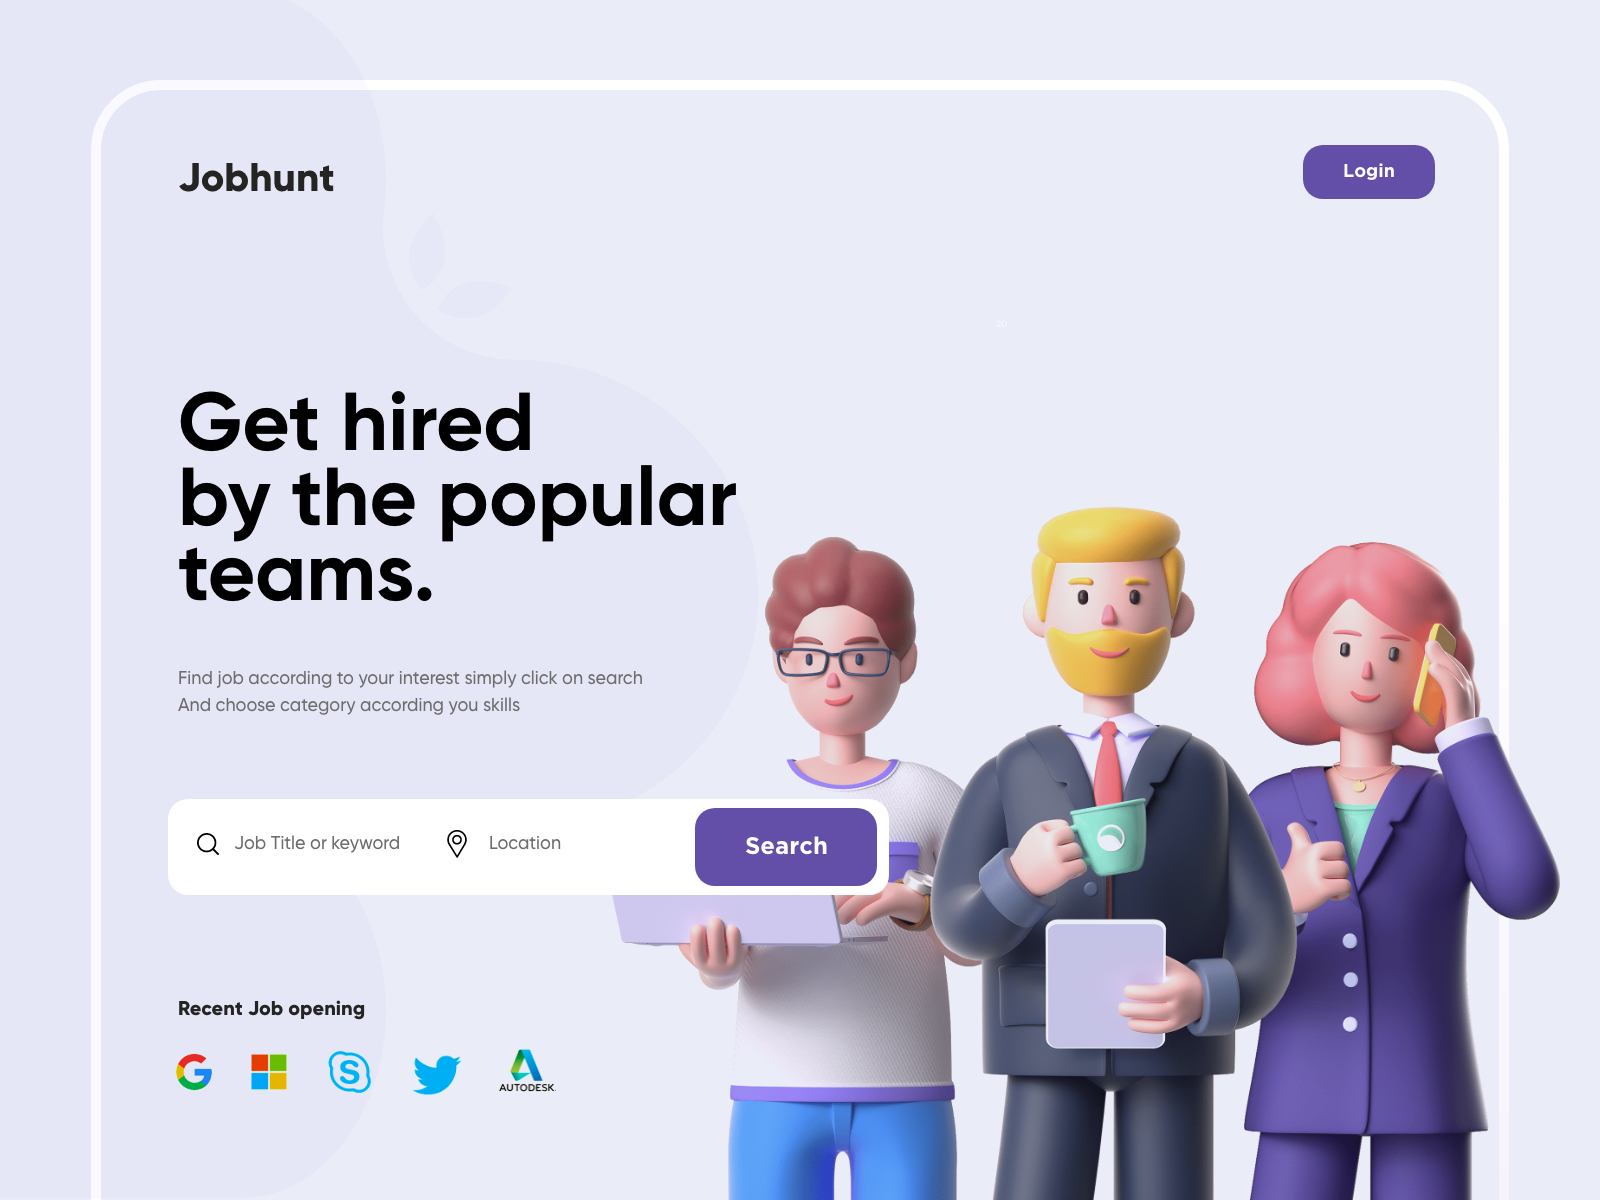 Jobhunt
Login
Get hired
by the popular
teams.
Find job according to your interest simply click on search
And choose category according you skills
Job Title or keyword
Location
Search
Recent Job opening
AUTODESK.